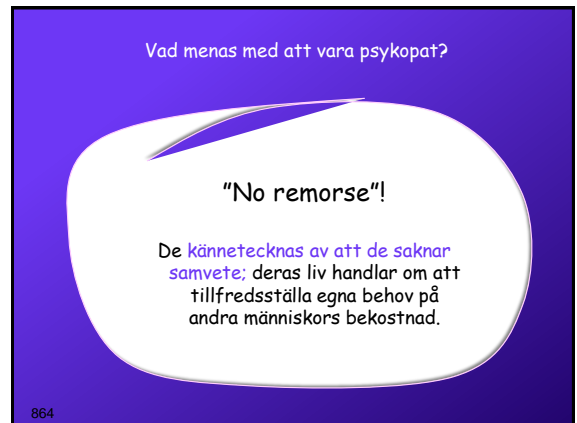 Vad menas med att vara psykopat?
”No remorse”!
De kännetecknas av att de saknar
samvete; deras liv handlar om att
tillfredsställa egna behov på
andra människors bekostnad.
864